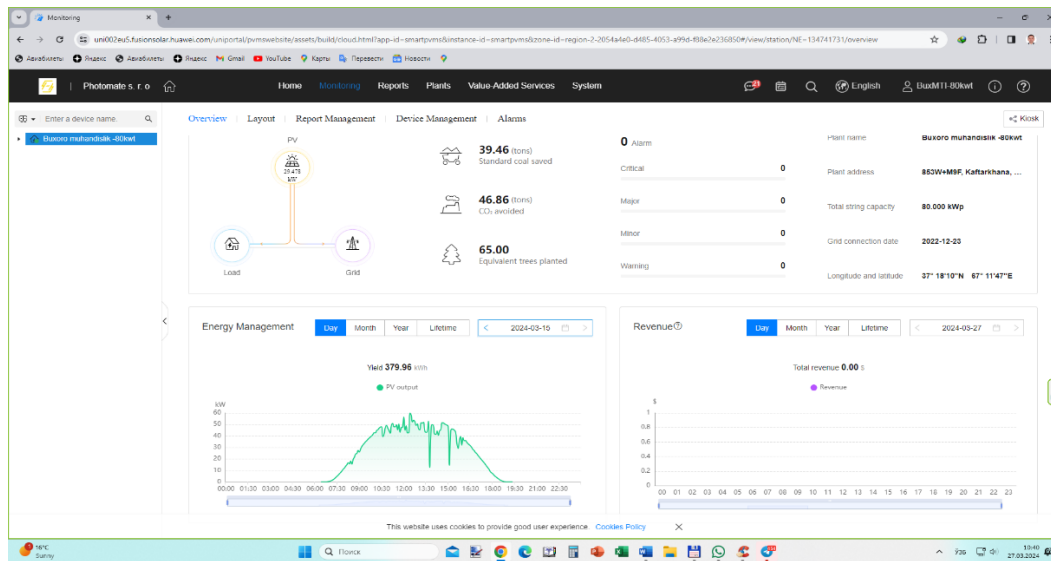 Monitoring
uni002eu5.fusionsolar.huawei.com/uniportal/pvmswebsite/assets/build/cloud.html?app-id=smartpvms&instance-id=smartpvms&zone-id=region-2-2054a4e0-d485-4053-a99d-f88e2e236850#/view/station/NE=134741731/overview
Авиабилеты Яндекс Авиабилеты Яндекс Gmail YouTube Карты Перевести Новости
Photomate s. r. o Home Monitoring Reports Plants Value-Added Services System English BuxMTI-80kwt
Enter a device name. Overview Layout Report Management Device Management Alarms Kiosk
Buxoro muhandislik -80kwt
PV
29.478
kW
Load
Grid
39.46 (tons)
Standard coal saved
46.86 (tons)
CO₂ avoided
65.00
Equivalent trees planted
0 Alarm
Critical 0
Major 0
Minor 0
Warning 0
Plant name Buxoro muhandislik -80kwt
Plant address 853W+M9F, Kaftarkhana, ...
Total string capacity 80.000 kWp
Grid connection date 2022-12-23
Longitude and latitude 37° 18'10"N 67° 11'47"E
Energy Management Day Month Year Lifetime < 2024-03-15 >
Yield 379.96 kWh
PV output
kW
60
50
40
30
20
10
0
00:00 01:30 03:00 04:30 06:00 07:30 09:00 10:30 12:00 13:30 15:00 16:30 18:00 19:30 21:00 22:30
Revenue Day Month Year Lifetime < 2024-03-27 >
Total revenue 0.00 $
Revenue
$
1
0.8
0.6
0.4
0.2
0
00 01 02 03 04 05 06 07 08 09 10 11 12 13 14 15 16 17 18 19 20 21 22 23
This website uses cookies to provide good user experience. Cookies Policy
16°C
Sunny
Поиск
ЎЗБ
10:40
27.03.2024